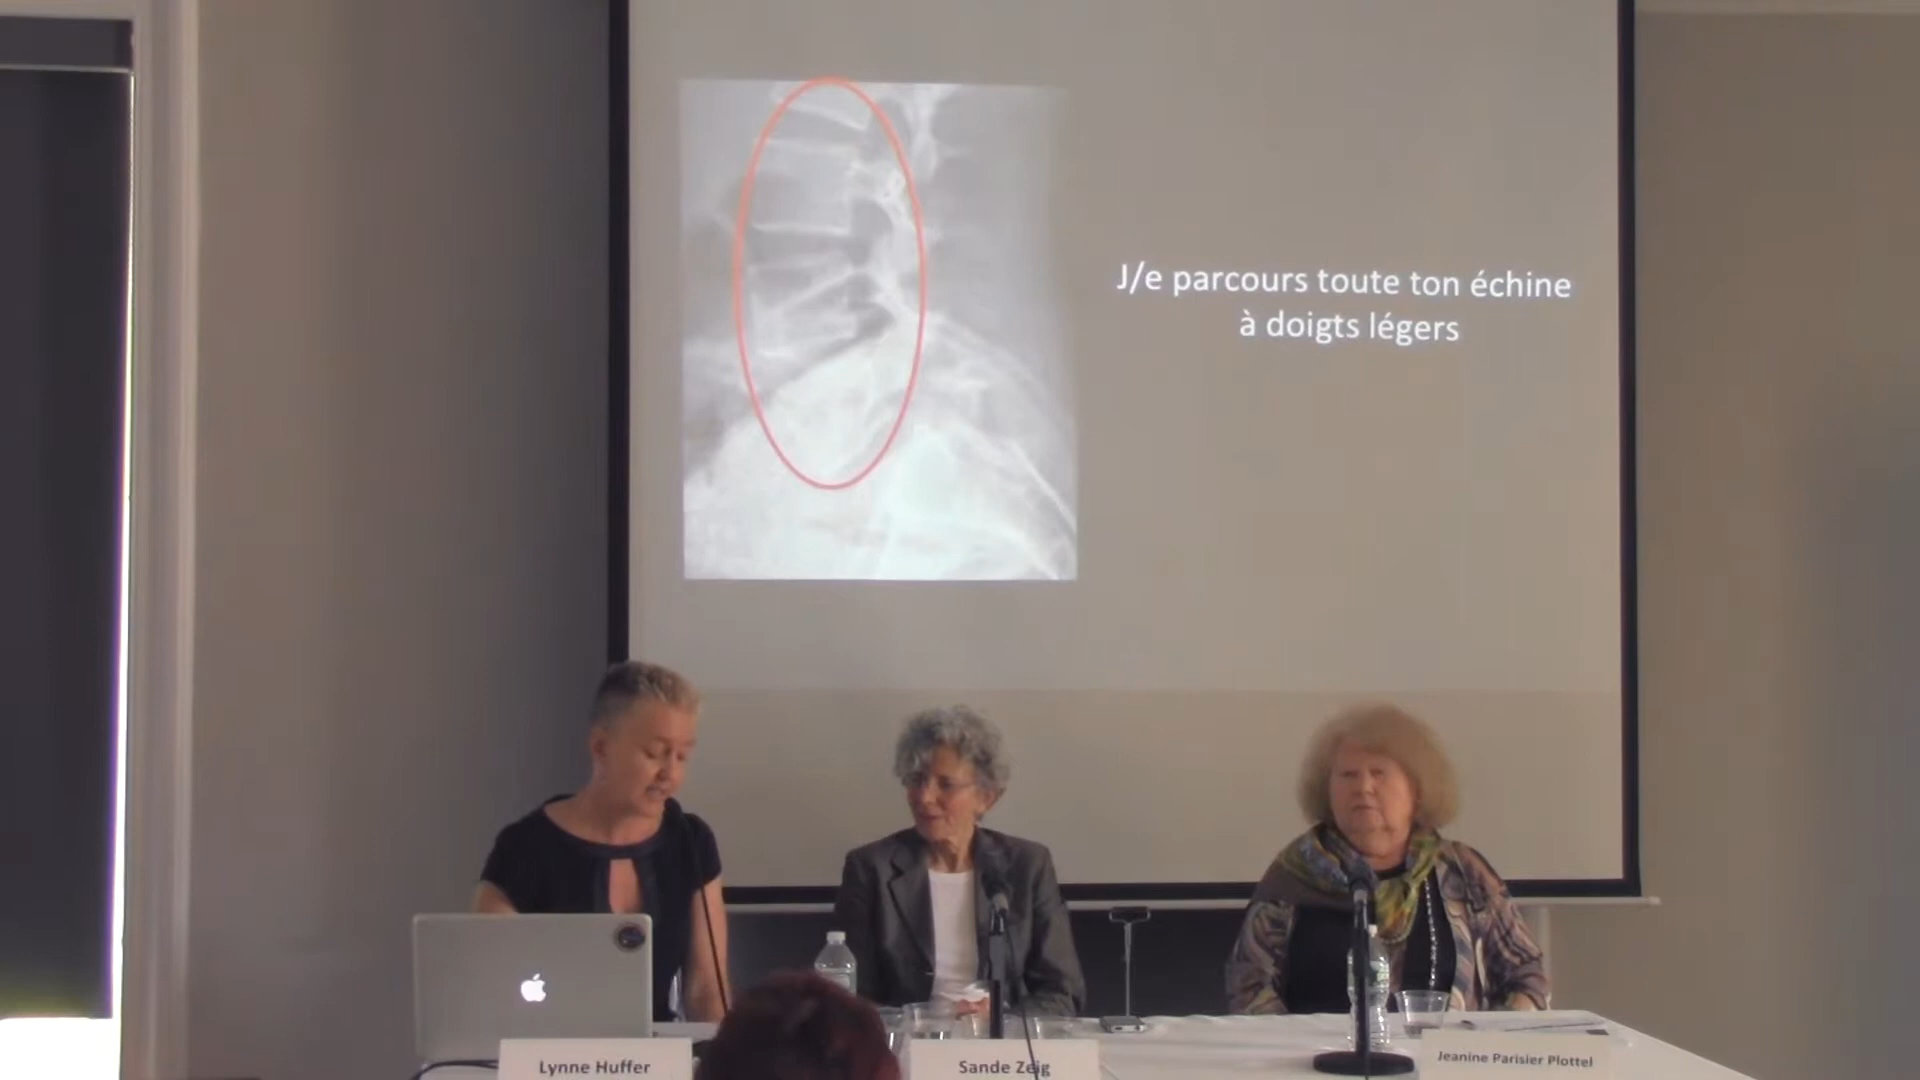 J/e parcours toute ton échine
à doigts légers
Lynne Huffer
Sande Zeig
Jeanine Parisier Plottel